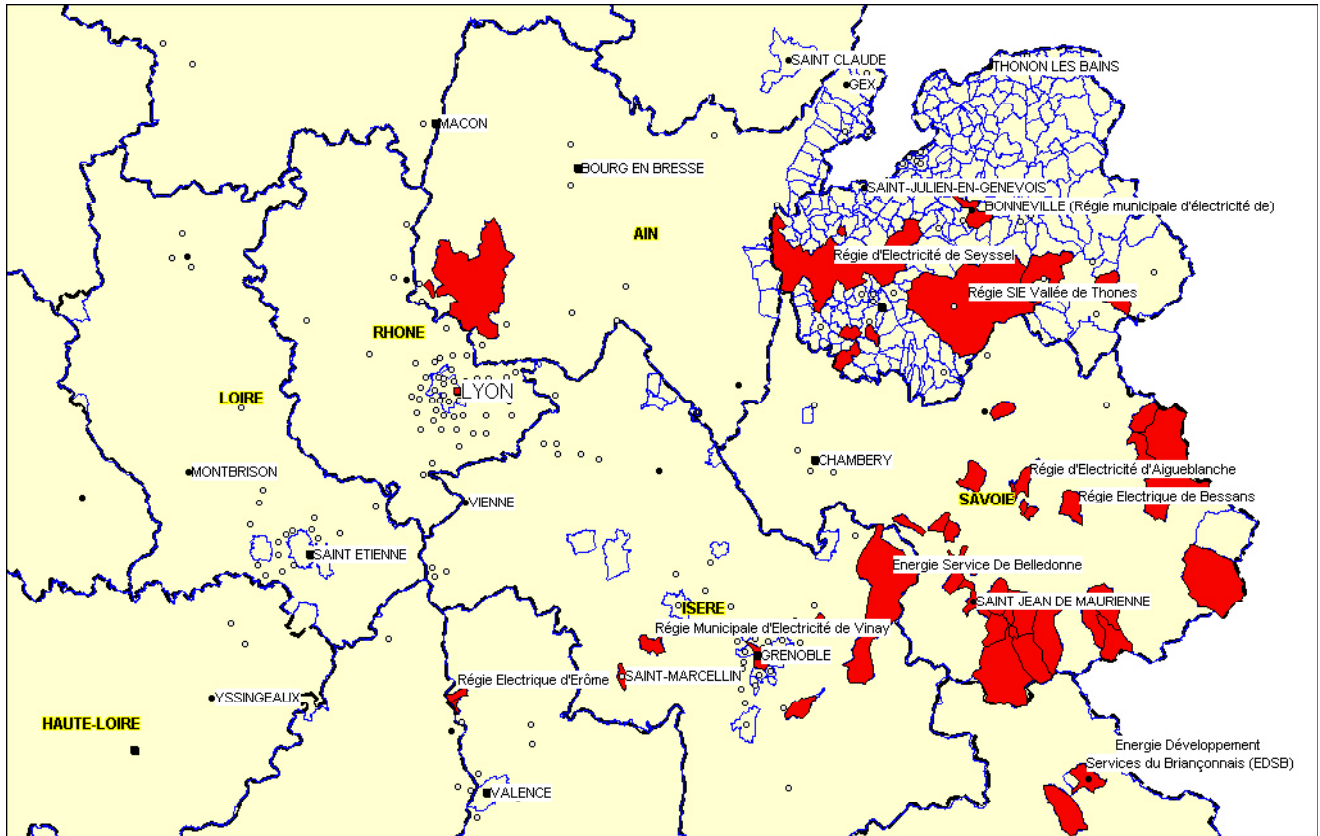 SAINT CLAUDE
THONON LES BAINS
GEX
MACON
BOURG EN BRESSE
SAINT-JULIEN-EN-GENEVOIS
BONNEVILLE (Régie municipale d'électricité de)
AIN
Régie d'Electricité de Seyssel
Régie SIE Vallée de Thones
RHONE
LYON
LOIRE
CHAMBERY
MONTBRISON
Régie d'Electricité d'Aigueblanche
SAVOIE
Régie Electrique de Bessans
VIENNE
SAINT ETIENNE
Energie Service De Belledonne
SAINT JEAN DE MAURIENNE
ISERE
Régie Municipale d'Electricité de Vinay
GRENOBLE
Régie Electrique d'Erôme
SAINT-MARCELLIN
YSSINGEAUX
HAUTE-LOIRE
Energie Développement
Services du Briançonnais (EDSB)
VALENCE